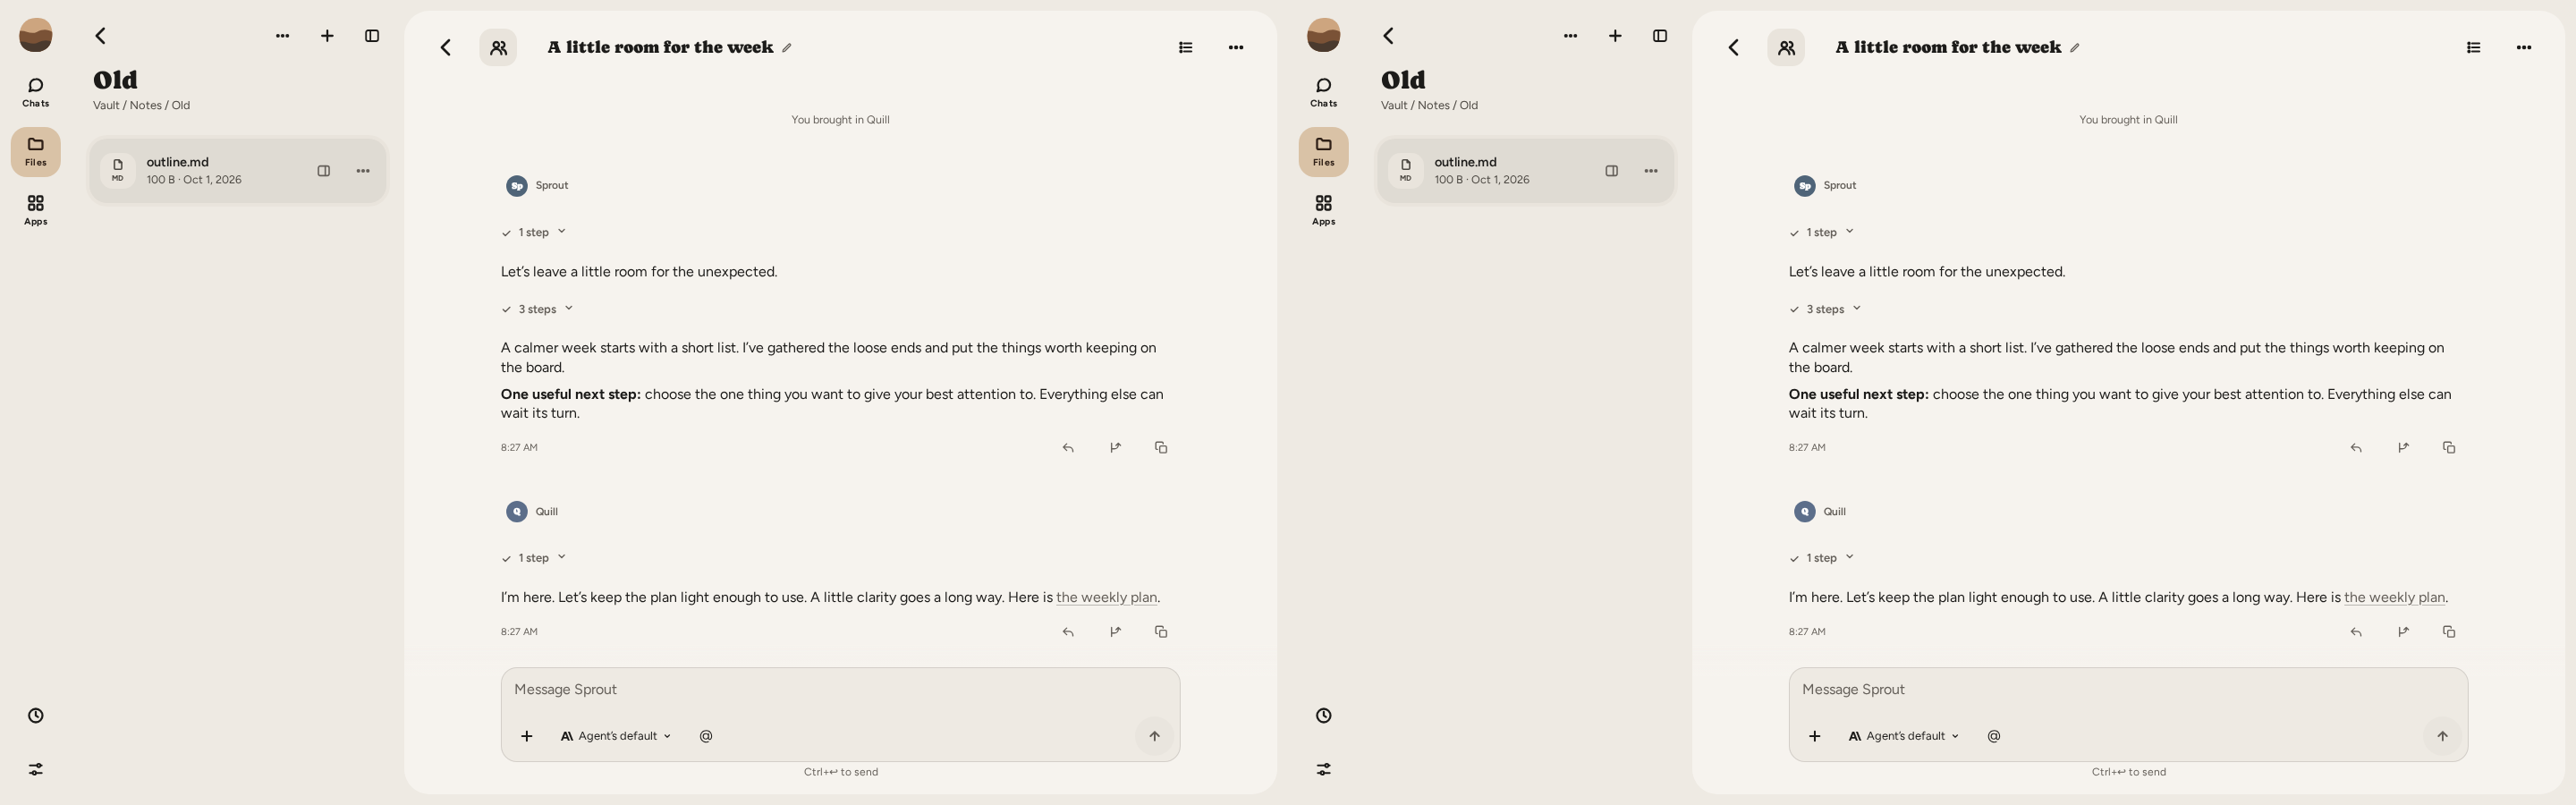 Chats
Files
Apps
Old
Vault / Notes / Old
MD
outline.md
100 B · Oct 1, 2026
A little room for the week
You brought in Quill
Sp Sprout
1 step
Let’s leave a little room for the unexpected.
3 steps
A calmer week starts with a short list. I’ve gathered the loose ends and put the things worth keeping on
the board.
One useful next step: choose the one thing you want to give your best attention to. Everything else can
wait its turn.
8:27 AM
Q Quill
1 step
I’m here. Let’s keep the plan light enough to use. A little clarity goes a long way. Here is the weekly plan.
8:27 AM
Message Sprout
Agent’s default @
Ctrl+↩ to send
Chats
Files
Apps
Old
Vault / Notes / Old
MD
outline.md
100 B · Oct 1, 2026
A little room for the week
You brought in Quill
Sp Sprout
1 step
Let’s leave a little room for the unexpected.
3 steps
A calmer week starts with a short list. I’ve gathered the loose ends and put the things worth keeping on
the board.
One useful next step: choose the one thing you want to give your best attention to. Everything else can
wait its turn.
8:27 AM
Q Quill
1 step
I’m here. Let’s keep the plan light enough to use. A little clarity goes a long way. Here is the weekly plan.
8:27 AM
Message Sprout
Agent’s default @
Ctrl+↩ to send